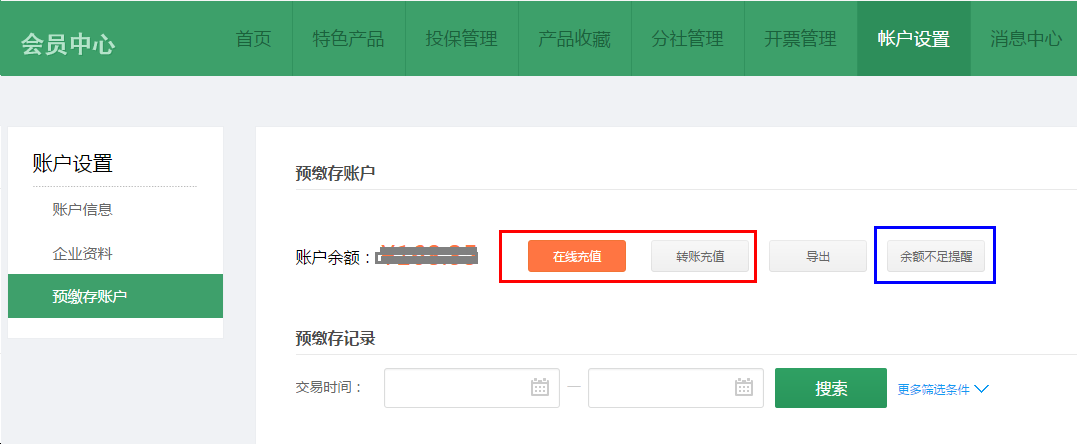 会员中心 首页 特色产品 投保管理 产品收藏 分社管理 开票管理 帐户设置 消息中心
账户设置
账户信息
企业资料
预缴存账户
预缴存账户
账户余额： 在线充值 转账充值 导出 余额不足提醒
预缴存记录
交易时间： — 搜索 更多筛选条件